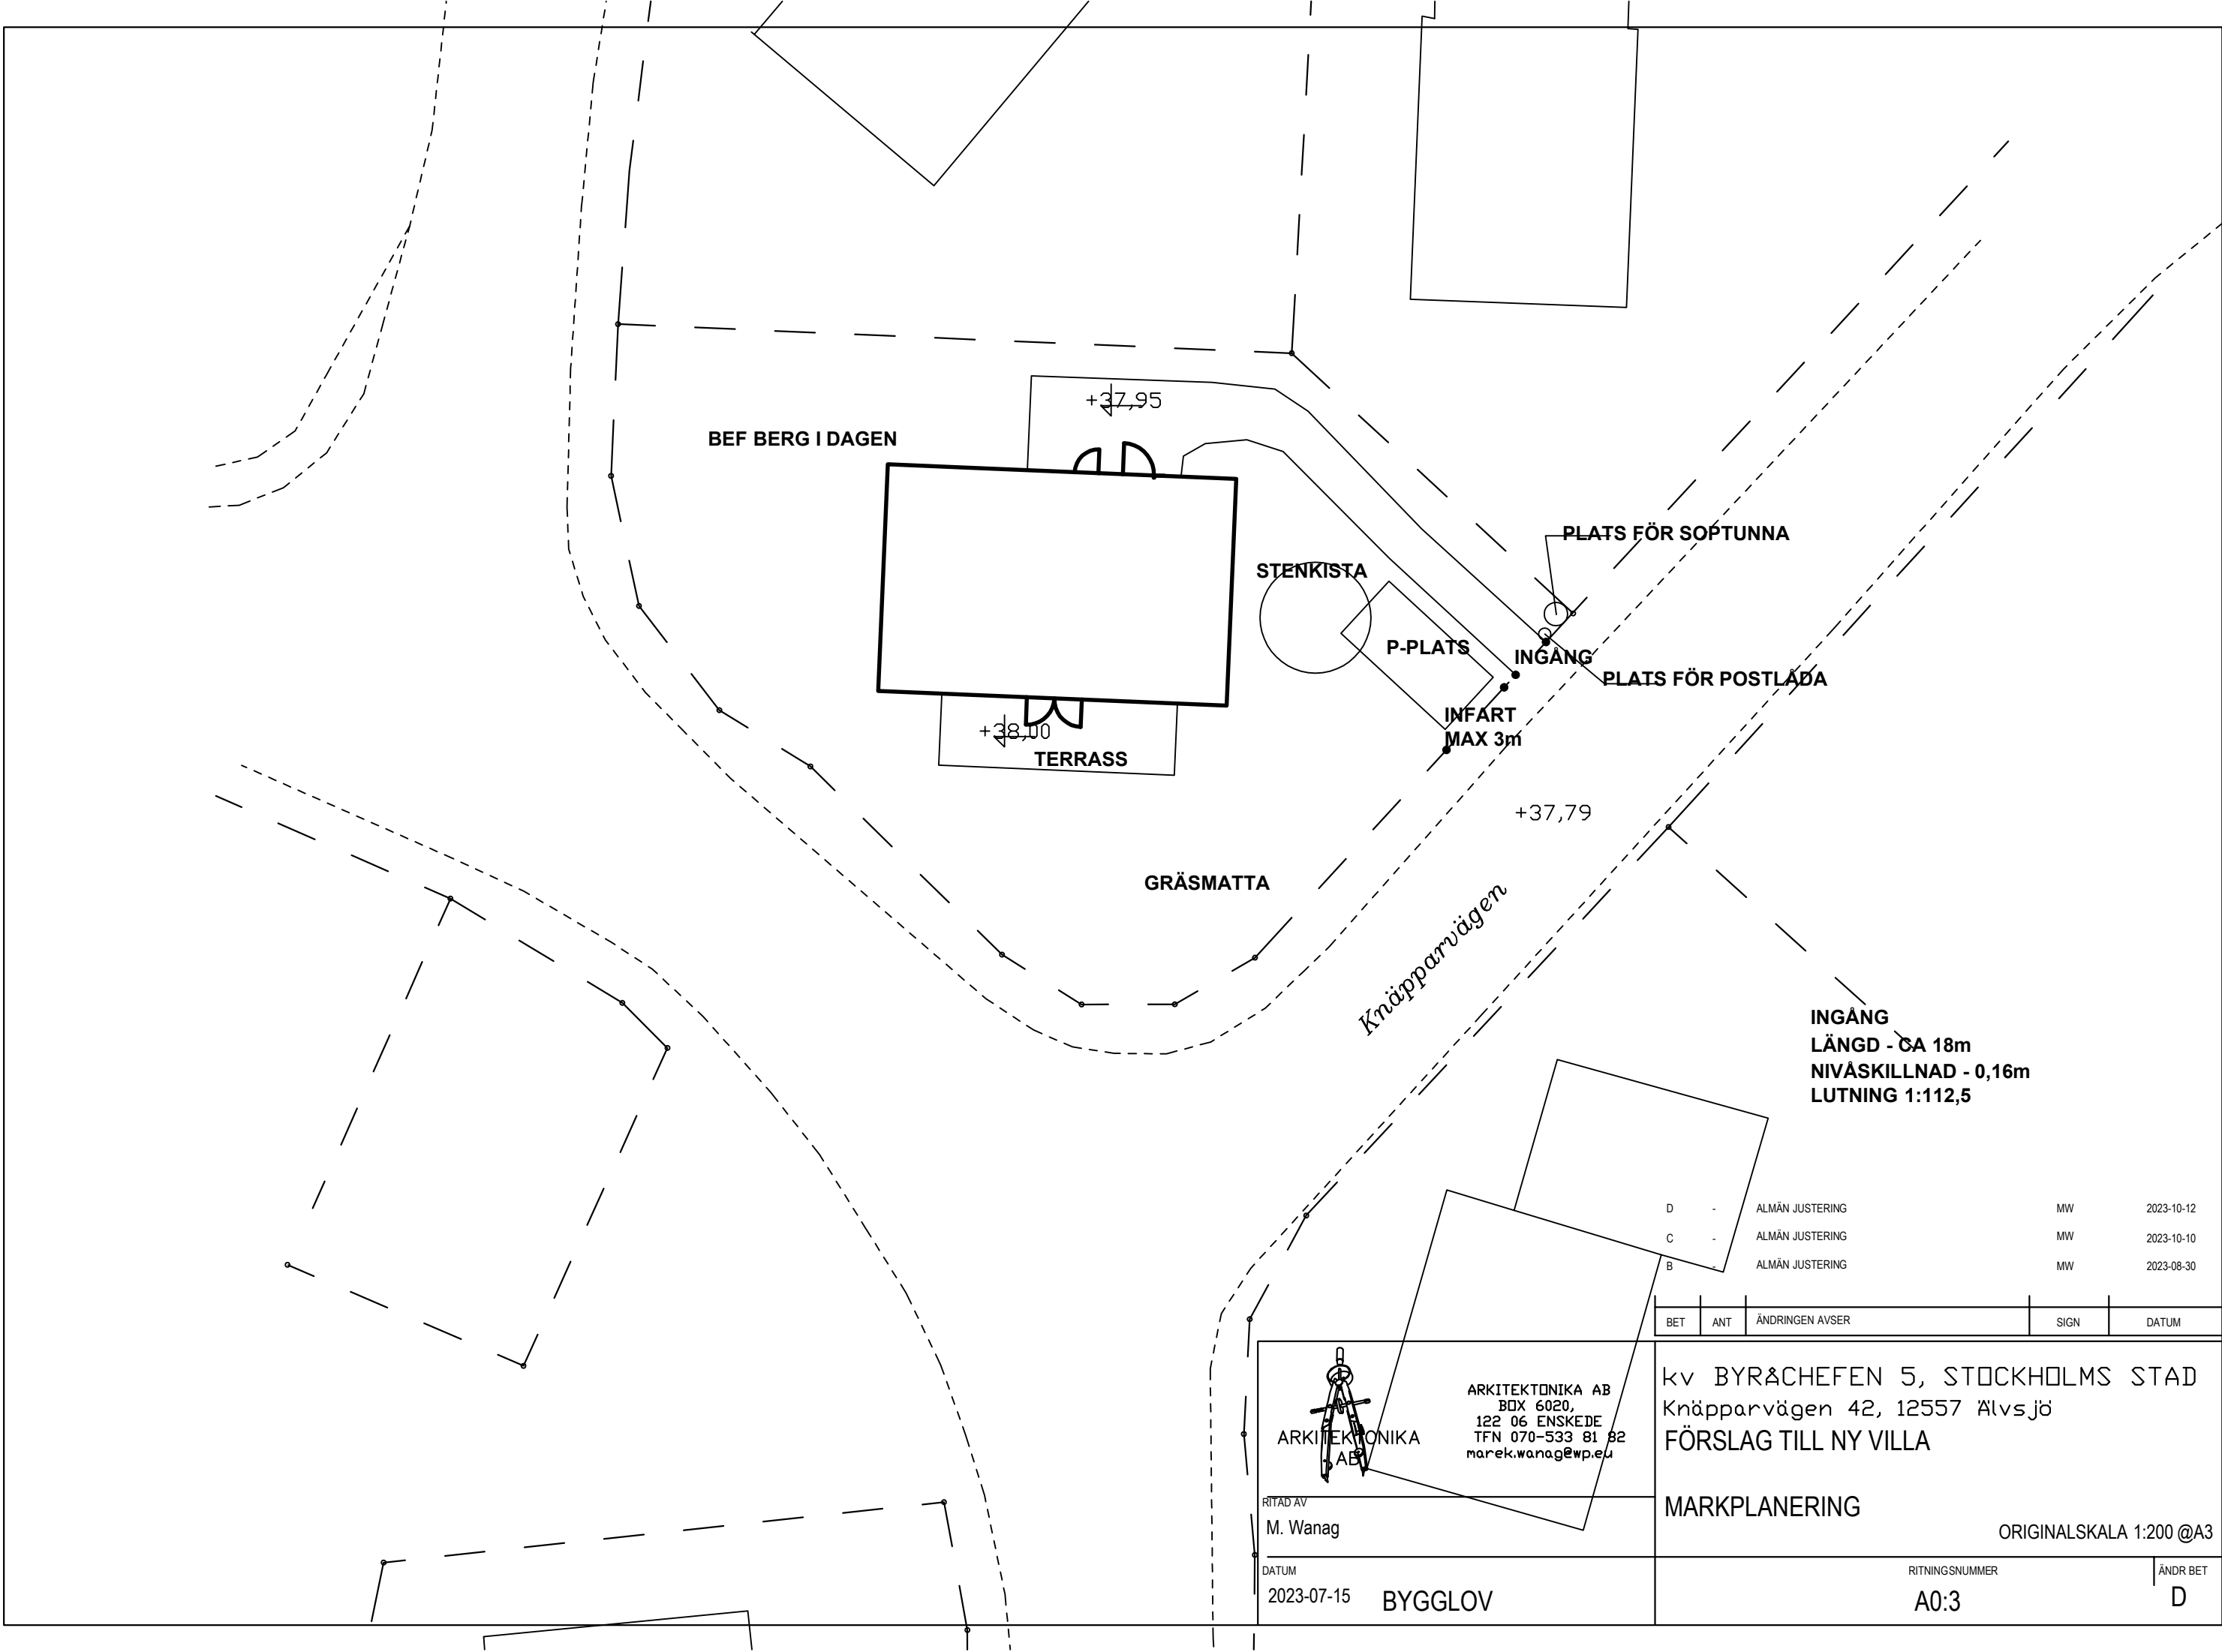 +37,95
BEF BERG I DAGEN
PLATS FÖR SOPTUNNA
STENKISTA
P-PLATS
INGÅNG
PLATS FÖR POSTLÅDA
INFART
MAX 3m
+38,00
TERRASS
+37,79
GRÄSMATTA
Knäpparvägen
INGÅNG
LÄNGD - CA 18m
NIVÅSKILLNAD - 0,16m
LUTNING 1:112,5
D - ALMÄN JUSTERING MW 2023-10-12
C - ALMÄN JUSTERING MW 2023-10-10
B - ALMÄN JUSTERING MW 2023-08-30
BET ANT ÄNDRINGEN AVSER SIGN DATUM
ARKITEKTONIKA
AB
ARKITEKTONIKA AB
BOX 6020,
122 06 ENSKEDE
TFN 070-533 81 82
marek.wanag@wp.eu
kv BYRÅCHEFEN 5, STOCKHOLMS STAD
Knäpparvägen 42, 12557 Älvsjö
FÖRSLAG TILL NY VILLA
MARKPLANERING
ORIGINALSKALA 1:200 @A3
RITAD AV
M. Wanag
DATUM
2023-07-15 BYGGLOV
RITNINGSNUMMER
A0:3
ÄNDR BET
D